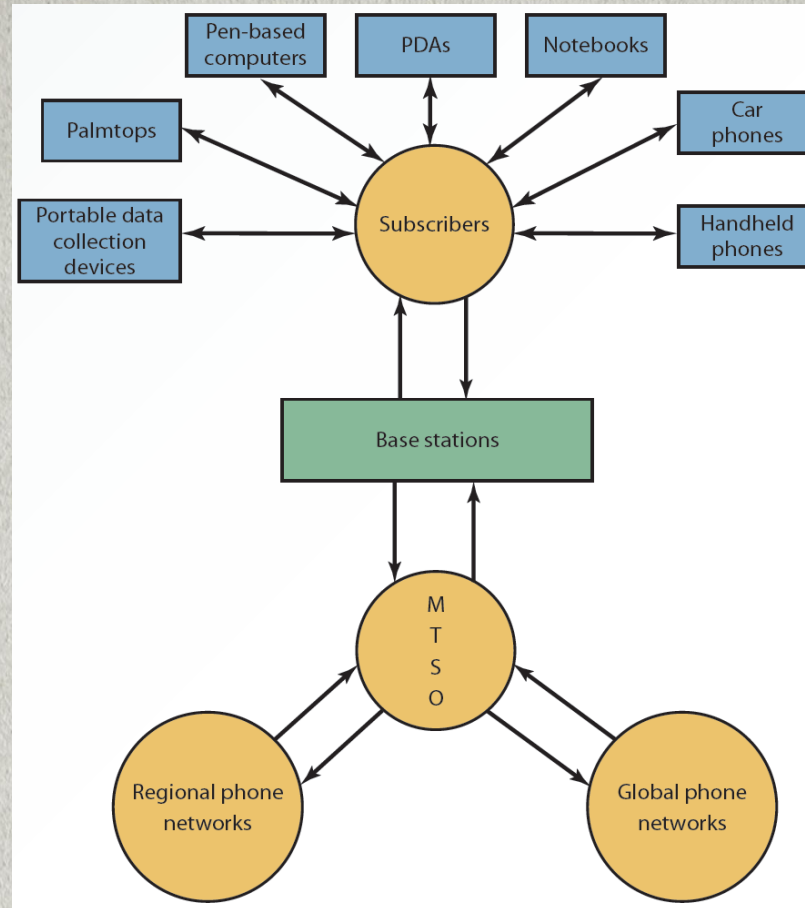 Pen-based
computers
PDAs
Notebooks
Palmtops
Car
phones
Portable data
collection
devices
Subscribers
Handheld
phones
Base stations
M
T
S
O
Regional phone
networks
Global phone
networks